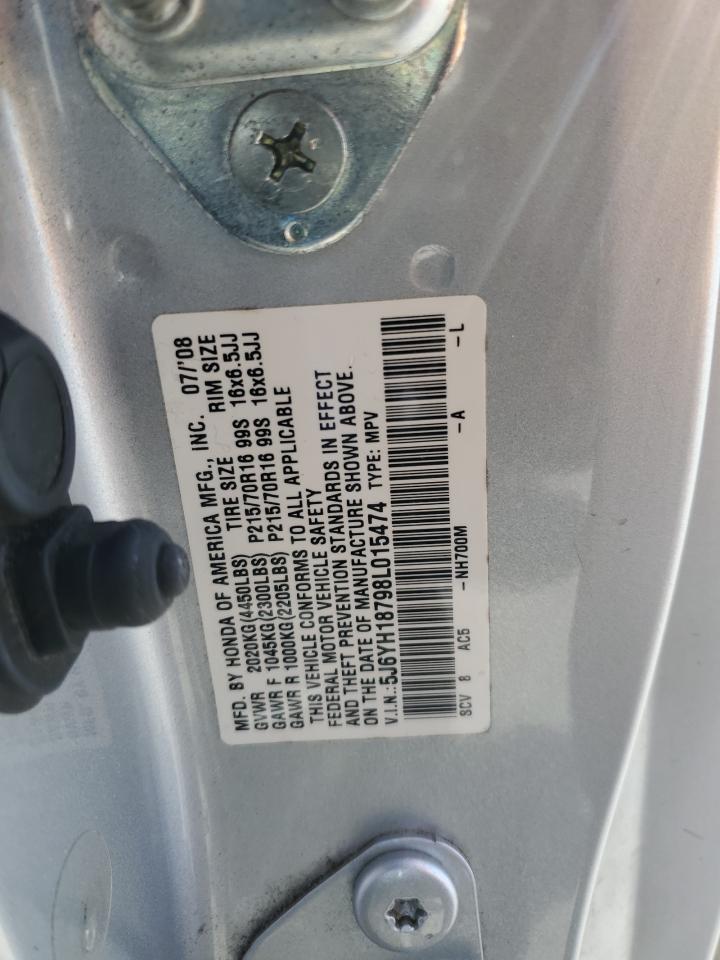 MFD. BY HONDA OF AMERICA MFG., INC. 07/'08
GVWR 2020KG(4450LBS) TIRE SIZE RIM SIZE
GAWR F 1045KG(2300LBS) P215/70R16 99S 16x6.5JJ
GAWR R 1000KG(2205LBS) P215/70R16 99S 16x6.5JJ
THIS VEHICLE CONFORMS TO ALL APPLICABLE
FEDERAL MOTOR VEHICLE SAFETY
AND THEFT PREVENTION STANDARDS IN EFFECT
ON THE DATE OF MANUFACTURE SHOWN ABOVE.
V.I.N.:5J6YH18798L015474 TYPE: MPV
SCV 8 AC5 -NH700M -A -L